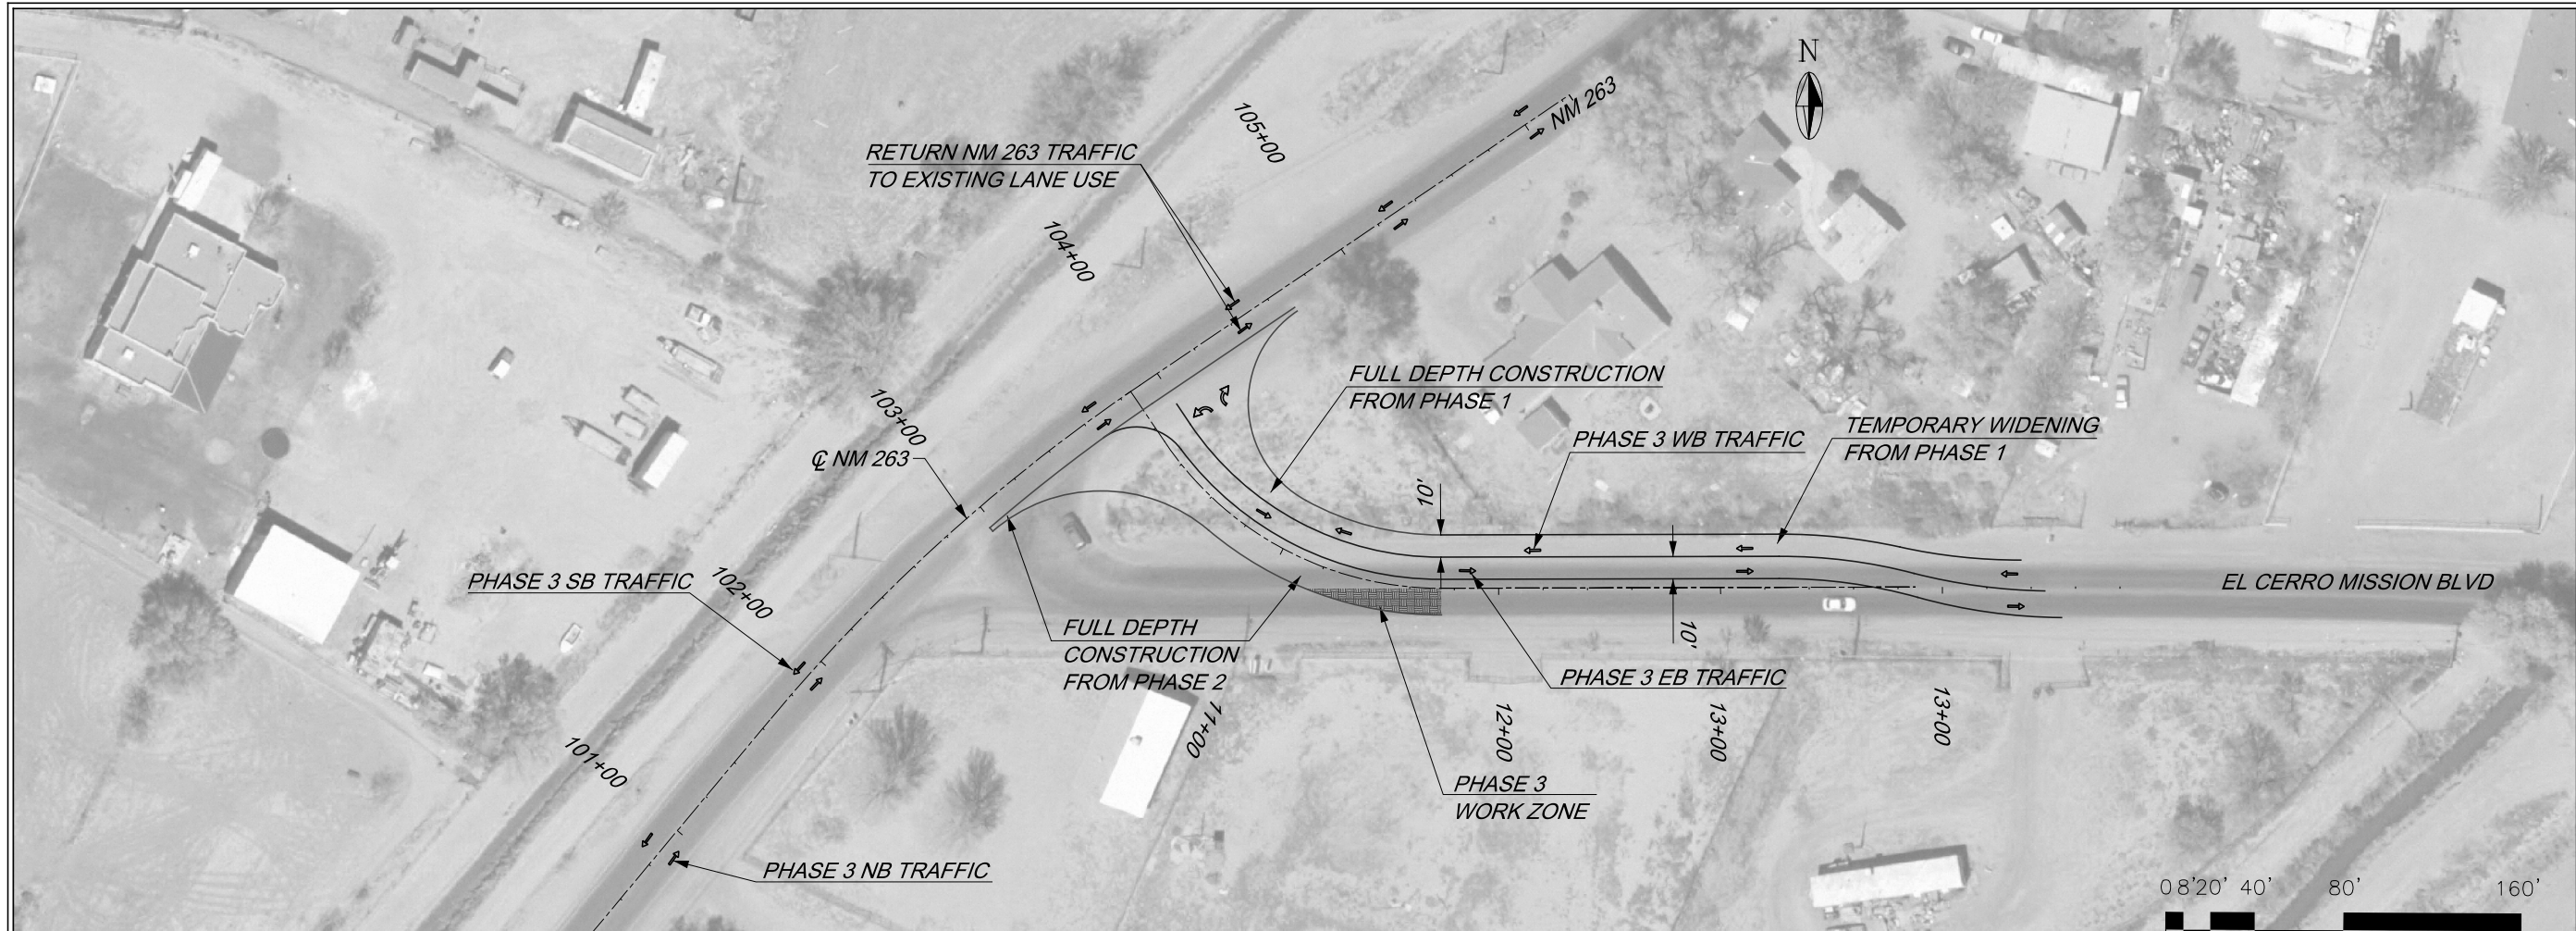 N
105+00
NM 263
RETURN NM 263 TRAFFIC
TO EXISTING LANE USE
104+00
FULL DEPTH CONSTRUCTION
FROM PHASE 1
103+00
℄ NM 263
PHASE 3 WB TRAFFIC
TEMPORARY WIDENING
FROM PHASE 1
10'
PHASE 3 SB TRAFFIC
102+00
EL CERRO MISSION BLVD
FULL DEPTH
CONSTRUCTION
FROM PHASE 2
10'
PHASE 3 EB TRAFFIC
11+00
12+00
13+00
13+00
101+00
PHASE 3
WORK ZONE
PHASE 3 NB TRAFFIC
0 8' 20' 40' 80' 160'